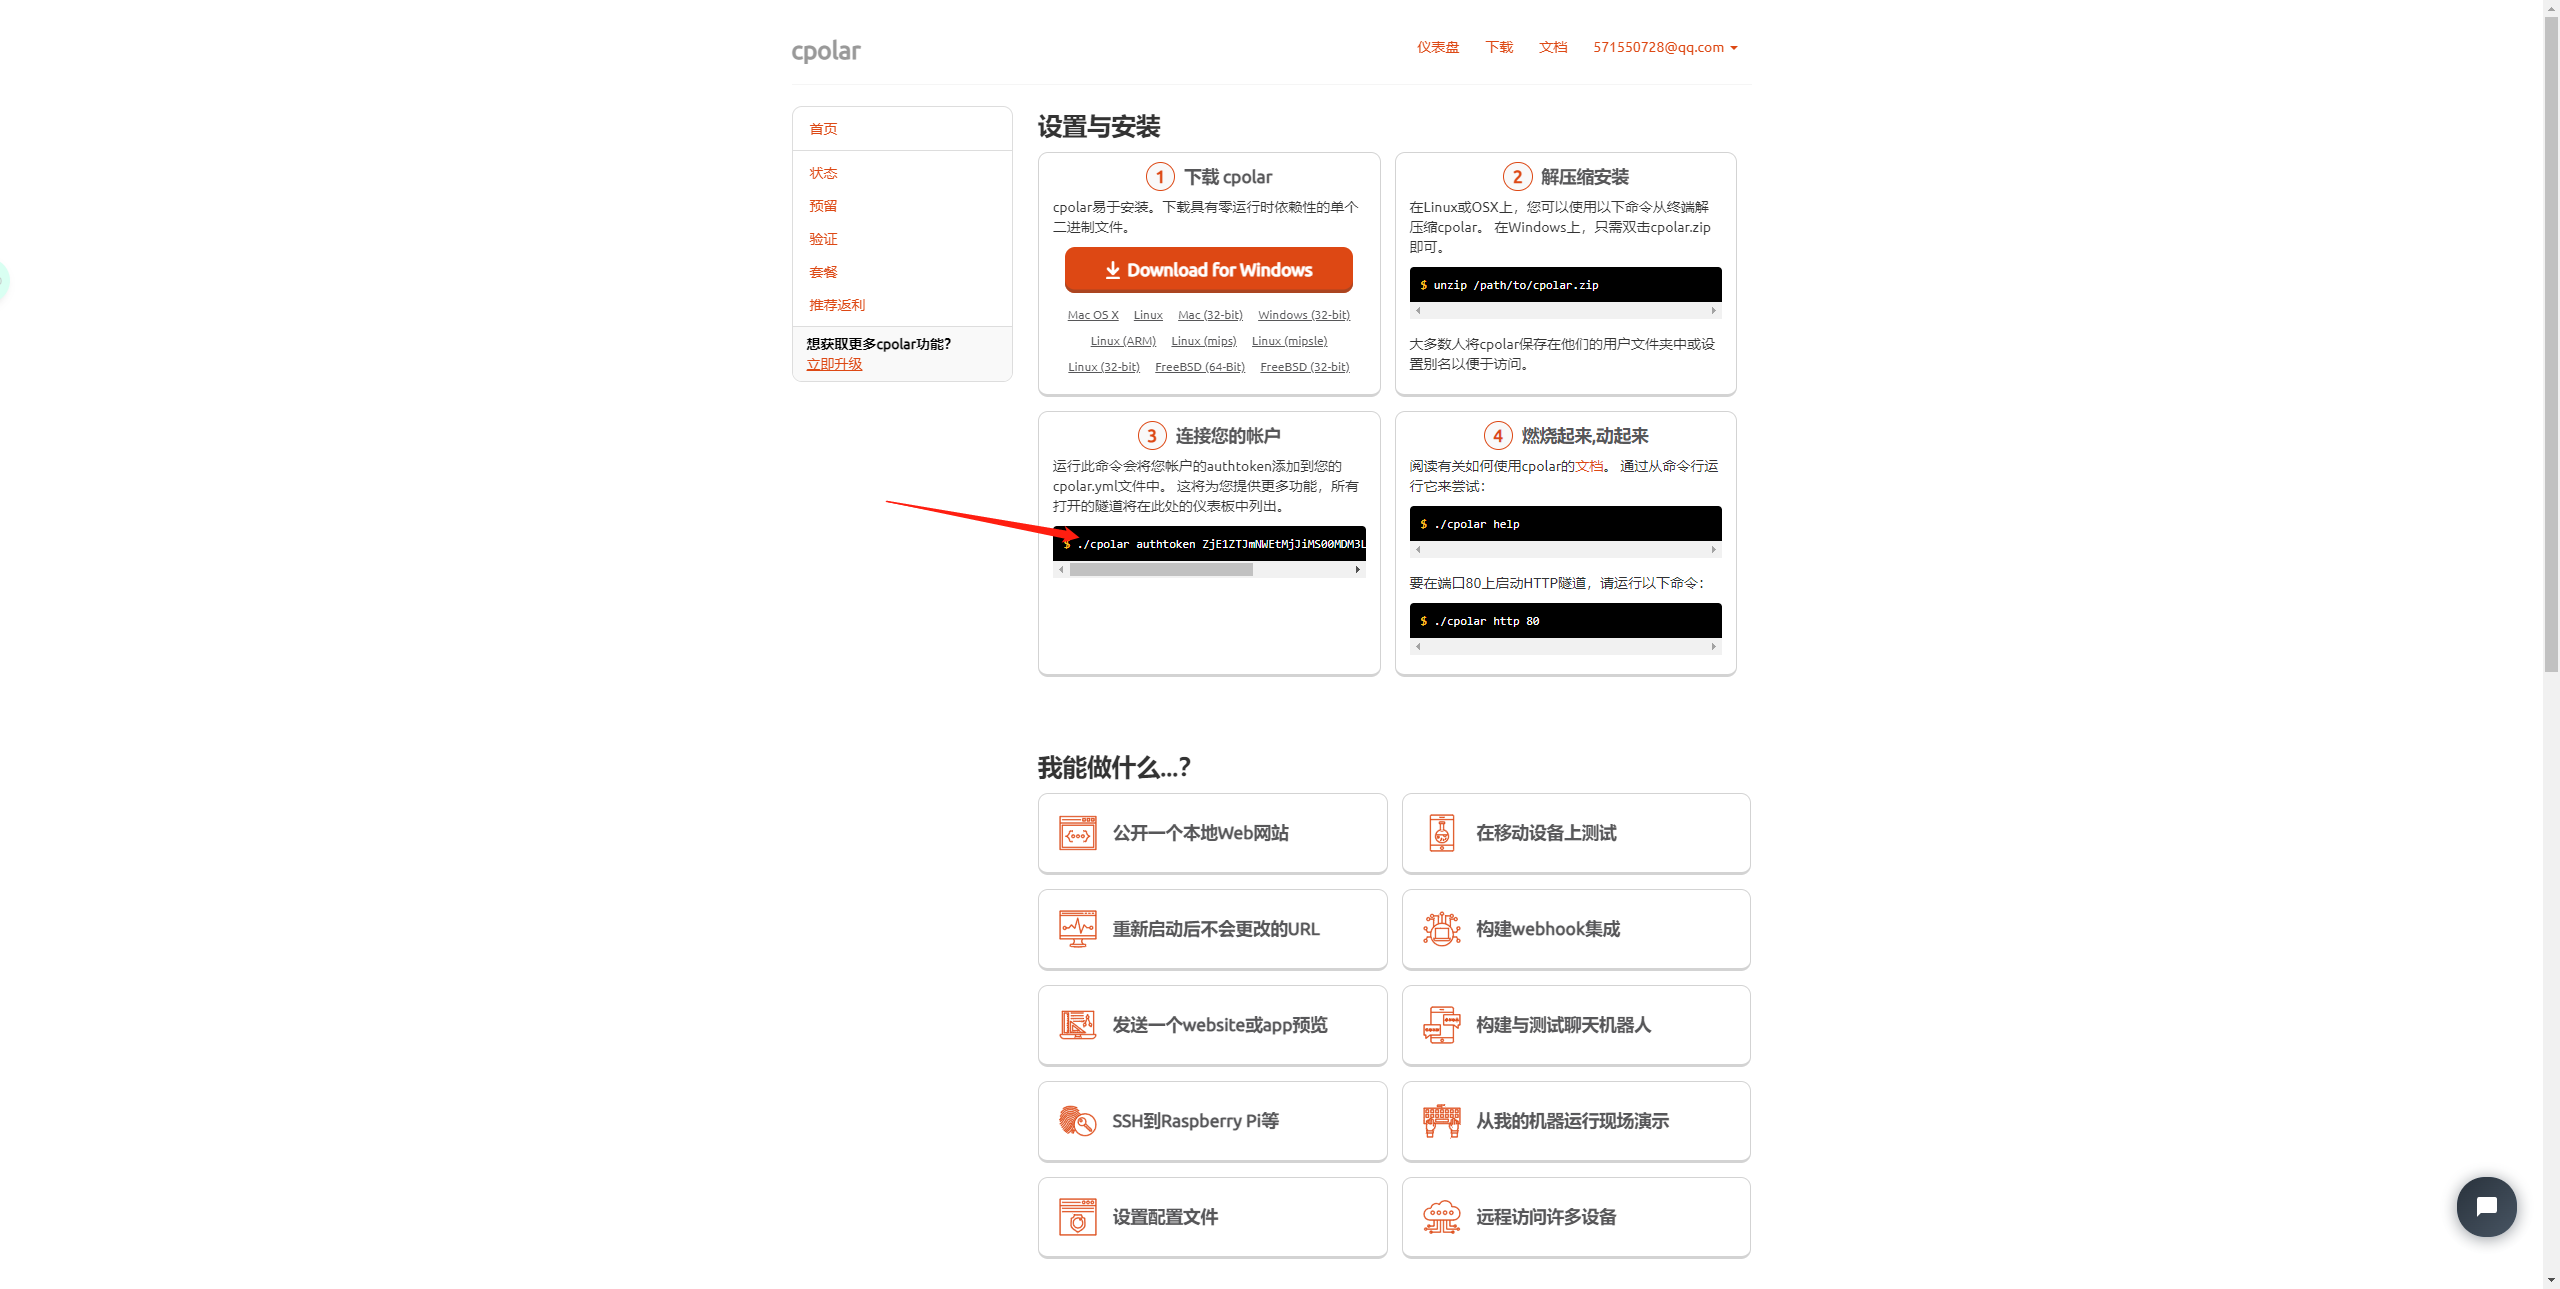 cpolar
仪表盘 下载 文档 571550728@qq.com
首页
状态
预留
验证
套餐
推荐返利
想获取更多cpolar功能?
立即升级
设置与安装
1 下载 cpolar
cpolar易于安装。下载具有零运行时依赖性的单个
二进制文件。
Download for Windows
Mac OS X Linux Mac (32-bit) Windows (32-bit)
Linux (ARM) Linux (mips) Linux (mipsle)
Linux (32-bit) FreeBSD (64-Bit) FreeBSD (32-bit)
2 解压缩安装
在Linux或OSX上，您可以使用以下命令从终端解
压缩cpolar。 在Windows上，只需双击cpolar.zip
即可。
$ unzip /path/to/cpolar.zip
大多数人将cpolar保存在他们的用户文件夹中或设
置别名以便于访问。
3 连接您的帐户
运行此命令会将您帐户的authtoken添加到您的
cpolar.yml文件中。 这将为您提供更多功能，所有
打开的隧道将在此处的仪表板中列出。
$ ./cpolar authtoken ZjE1ZTJmNWEtMjJiMS00MDM3L
4 燃烧起来,动起来
阅读有关如何使用cpolar的文档。 通过从命令行运
行它来尝试：
$ ./cpolar help
要在端口80上启动HTTP隧道，请运行以下命令：
$ ./cpolar http 80
我能做什么...?
公开一个本地Web网站
在移动设备上测试
重新启动后不会更改的URL
构建webhook集成
发送一个website或app预览
构建与测试聊天机器人
SSH到Raspberry Pi等
从我的机器运行现场演示
设置配置文件
远程访问许多设备